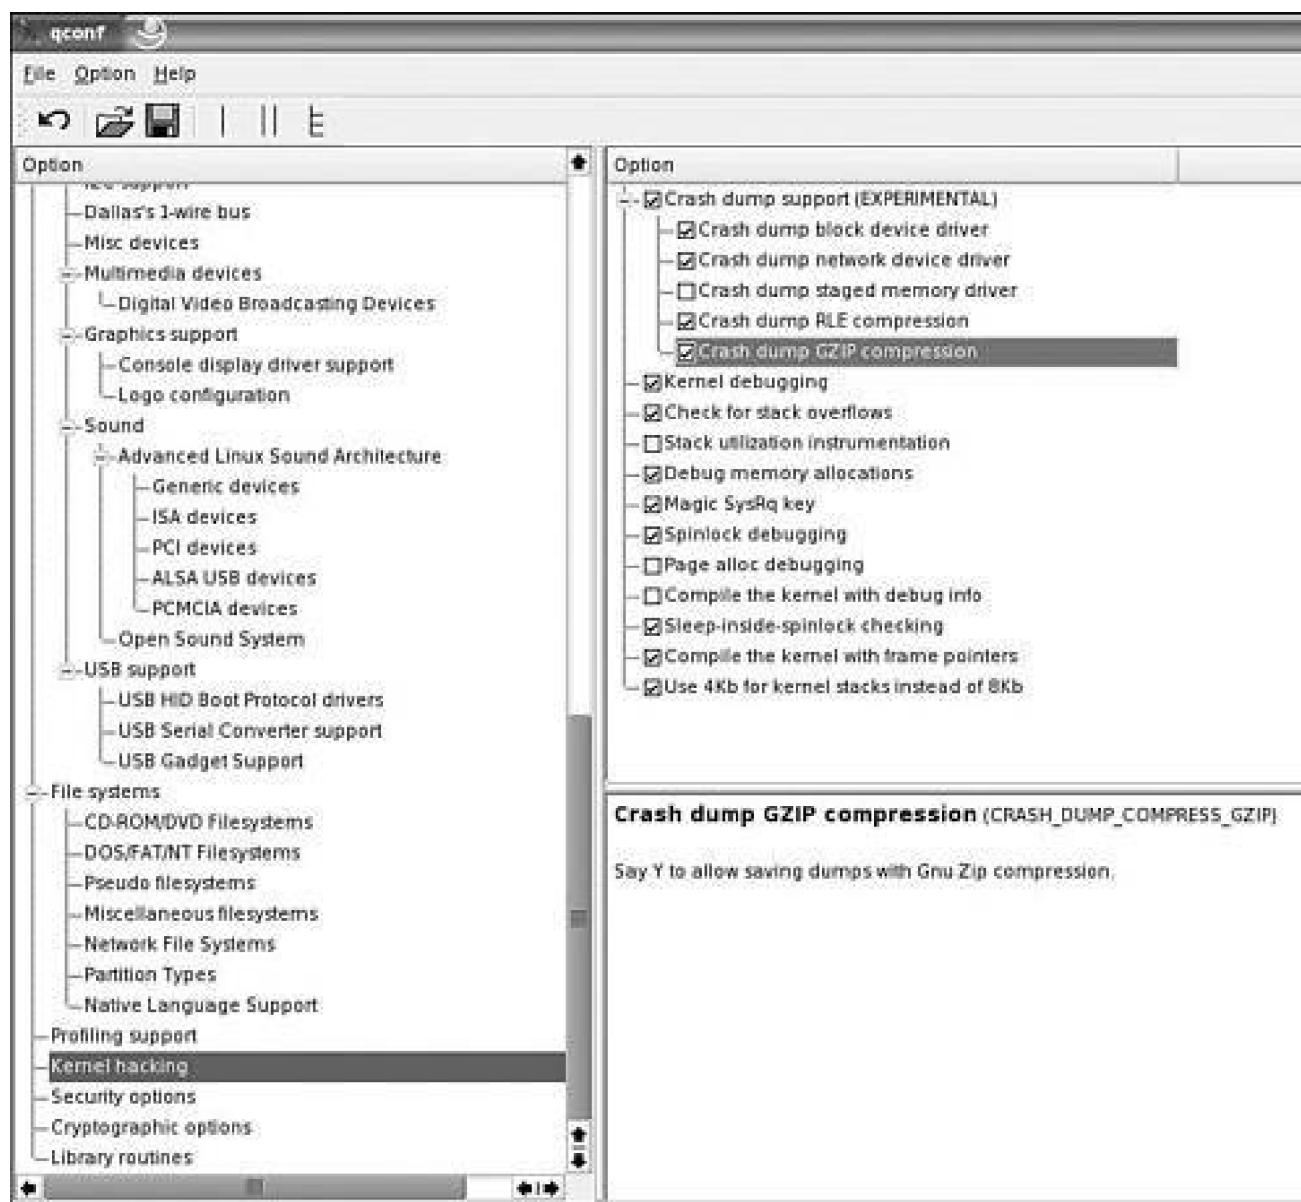 qconf
File Option Help
Option
Dallas's 1-wire bus
Misc devices
Multimedia devices
Digital Video Broadcasting Devices
Graphics support
Console display driver support
Logo configuration
Sound
Advanced Linux Sound Architecture
Generic devices
ISA devices
PCI devices
ALSA USB devices
PCMCIA devices
Open Sound System
USB support
USB HID Boot Protocol drivers
USB Serial Converter support
USB Gadget Support
File systems
CD-ROM/DVD Filesystems
DOS/FAT/NT Filesystems
Pseudo filesystems
Miscellaneous filesystems
Network File Systems
Partition Types
Native Language Support
Profiling support
Kernel hacking
Security options
Cryptographic options
Library routines
Option
Crash dump support (EXPERIMENTAL)
Crash dump block device driver
Crash dump network device driver
Crash dump staged memory driver
Crash dump RLE compression
Crash dump GZIP compression
Kernel debugging
Check for stack overflows
Stack utilization instrumentation
Debug memory allocations
Magic SysRq key
Spinlock debugging
Page alloc debugging
Compile the kernel with debug info
Sleep-inside-spinlock checking
Compile the kernel with frame pointers
Use 4Kb for kernel stacks instead of 8Kb
Crash dump GZIP compression (CRASH_DUMP_COMPRESS_GZIP)
Say Y to allow saving dumps with Gnu Zip compression.